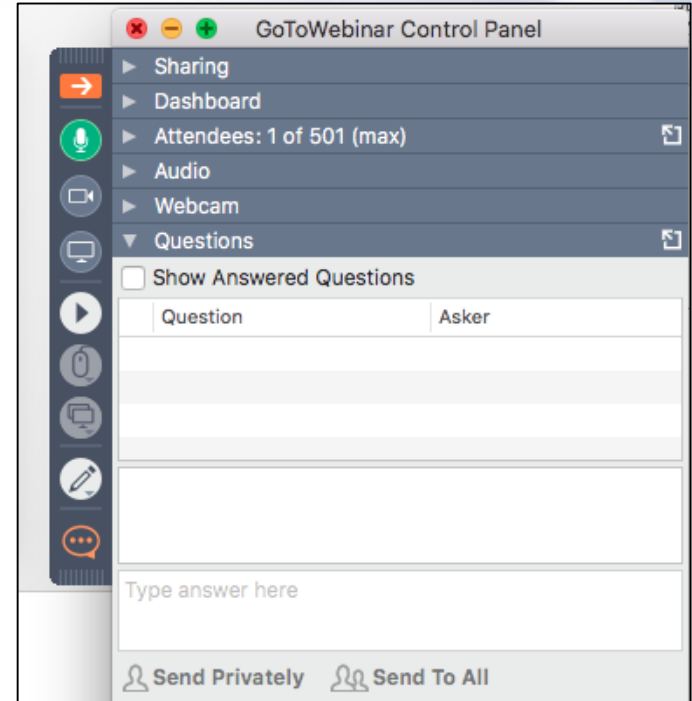 GoToWebinar Control Panel
Sharing
Dashboard
Attendees: 1 of 501 (max)
Audio
Webcam
Questions
Show Answered Questions
Question Asker
Type answer here
Send Privately Send To All